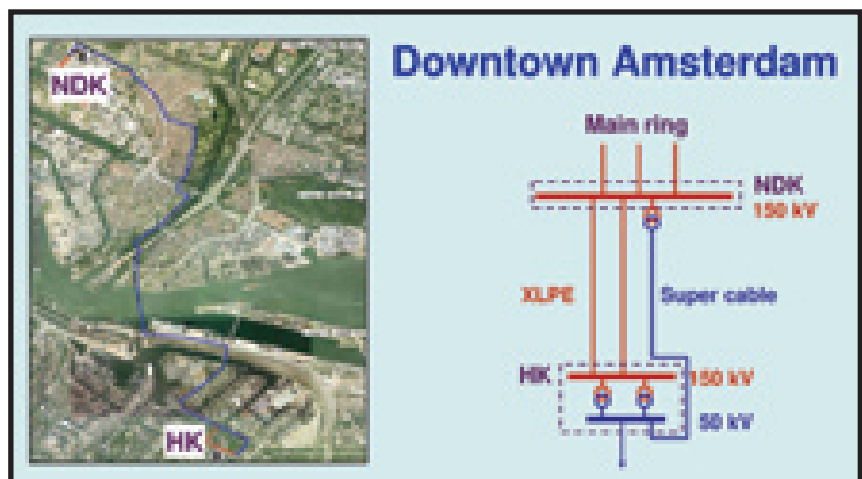 Downtown Amsterdam
NDK
Main ring
NDK
150 kV
XLPE
Super cable
HK
150 kV
50 kV
HK